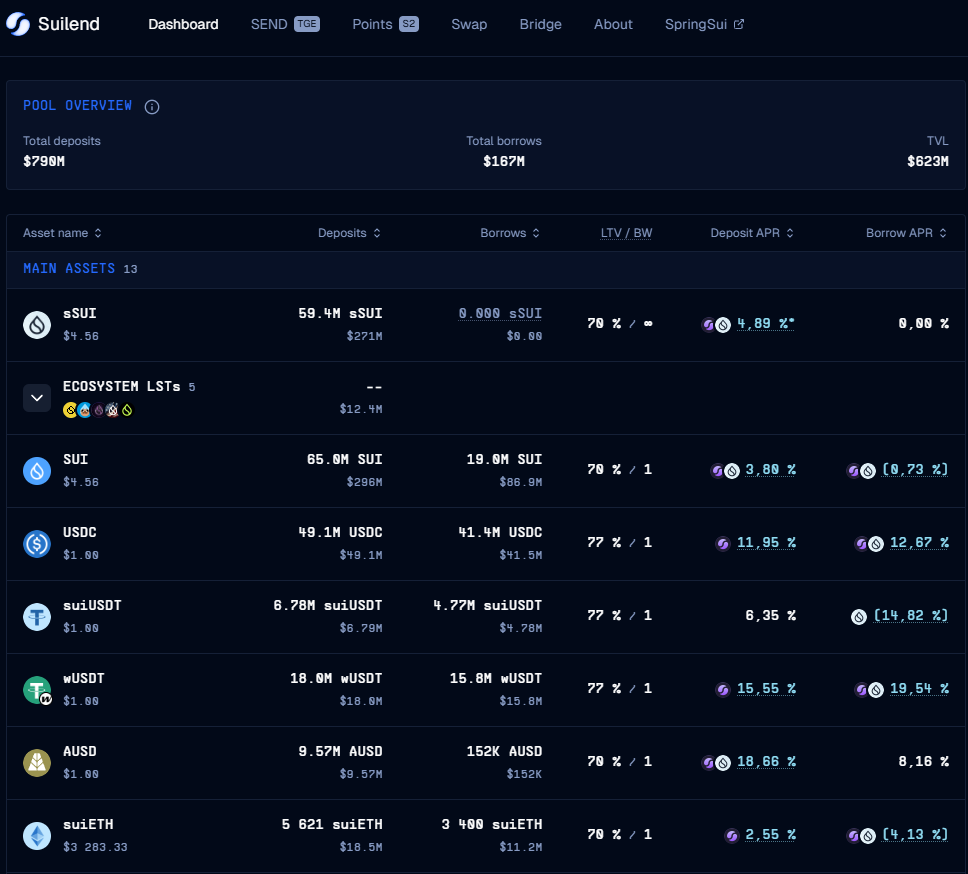 Suilend Dashboard SEND TGE Points S2 Swap Bridge About SpringSui
POOL OVERVIEW
Total deposits Total borrows TVL
$790M $167M $623M
Asset name Deposits Borrows LTV / BW Deposit APR Borrow APR
MAIN ASSETS 13
sSUI 59.4M sSUI 0.000 sSUI 70 % / ∞ 4,89 %* 0,00 %
$4.56 $271M $0.00
ECOSYSTEM LSTs 5 --
$12.4M
SUI 65.0M SUI 19.0M SUI 70 % / 1 3,80 % (0,73 %)
$4.56 $296M $86.9M
USDC 49.1M USDC 41.4M USDC 77 % / 1 11,95 % 12,67 %
$1.00 $49.1M $41.5M
suiUSDT 6.78M suiUSDT 4.77M suiUSDT 77 % / 1 6,35 % (14,82 %)
$1.00 $6.79M $4.78M
wUSDT 18.0M wUSDT 15.8M wUSDT 77 % / 1 15,55 % 19,54 %
$1.00 $18.0M $15.8M
AUSD 9.57M AUSD 152K AUSD 70 % / 1 18,66 % 8,16 %
$1.00 $9.57M $152K
suiETH 5 621 suiETH 3 400 suiETH 70 % / 1 2,55 % (4,13 %)
$3 283.33 $18.5M $11.2M